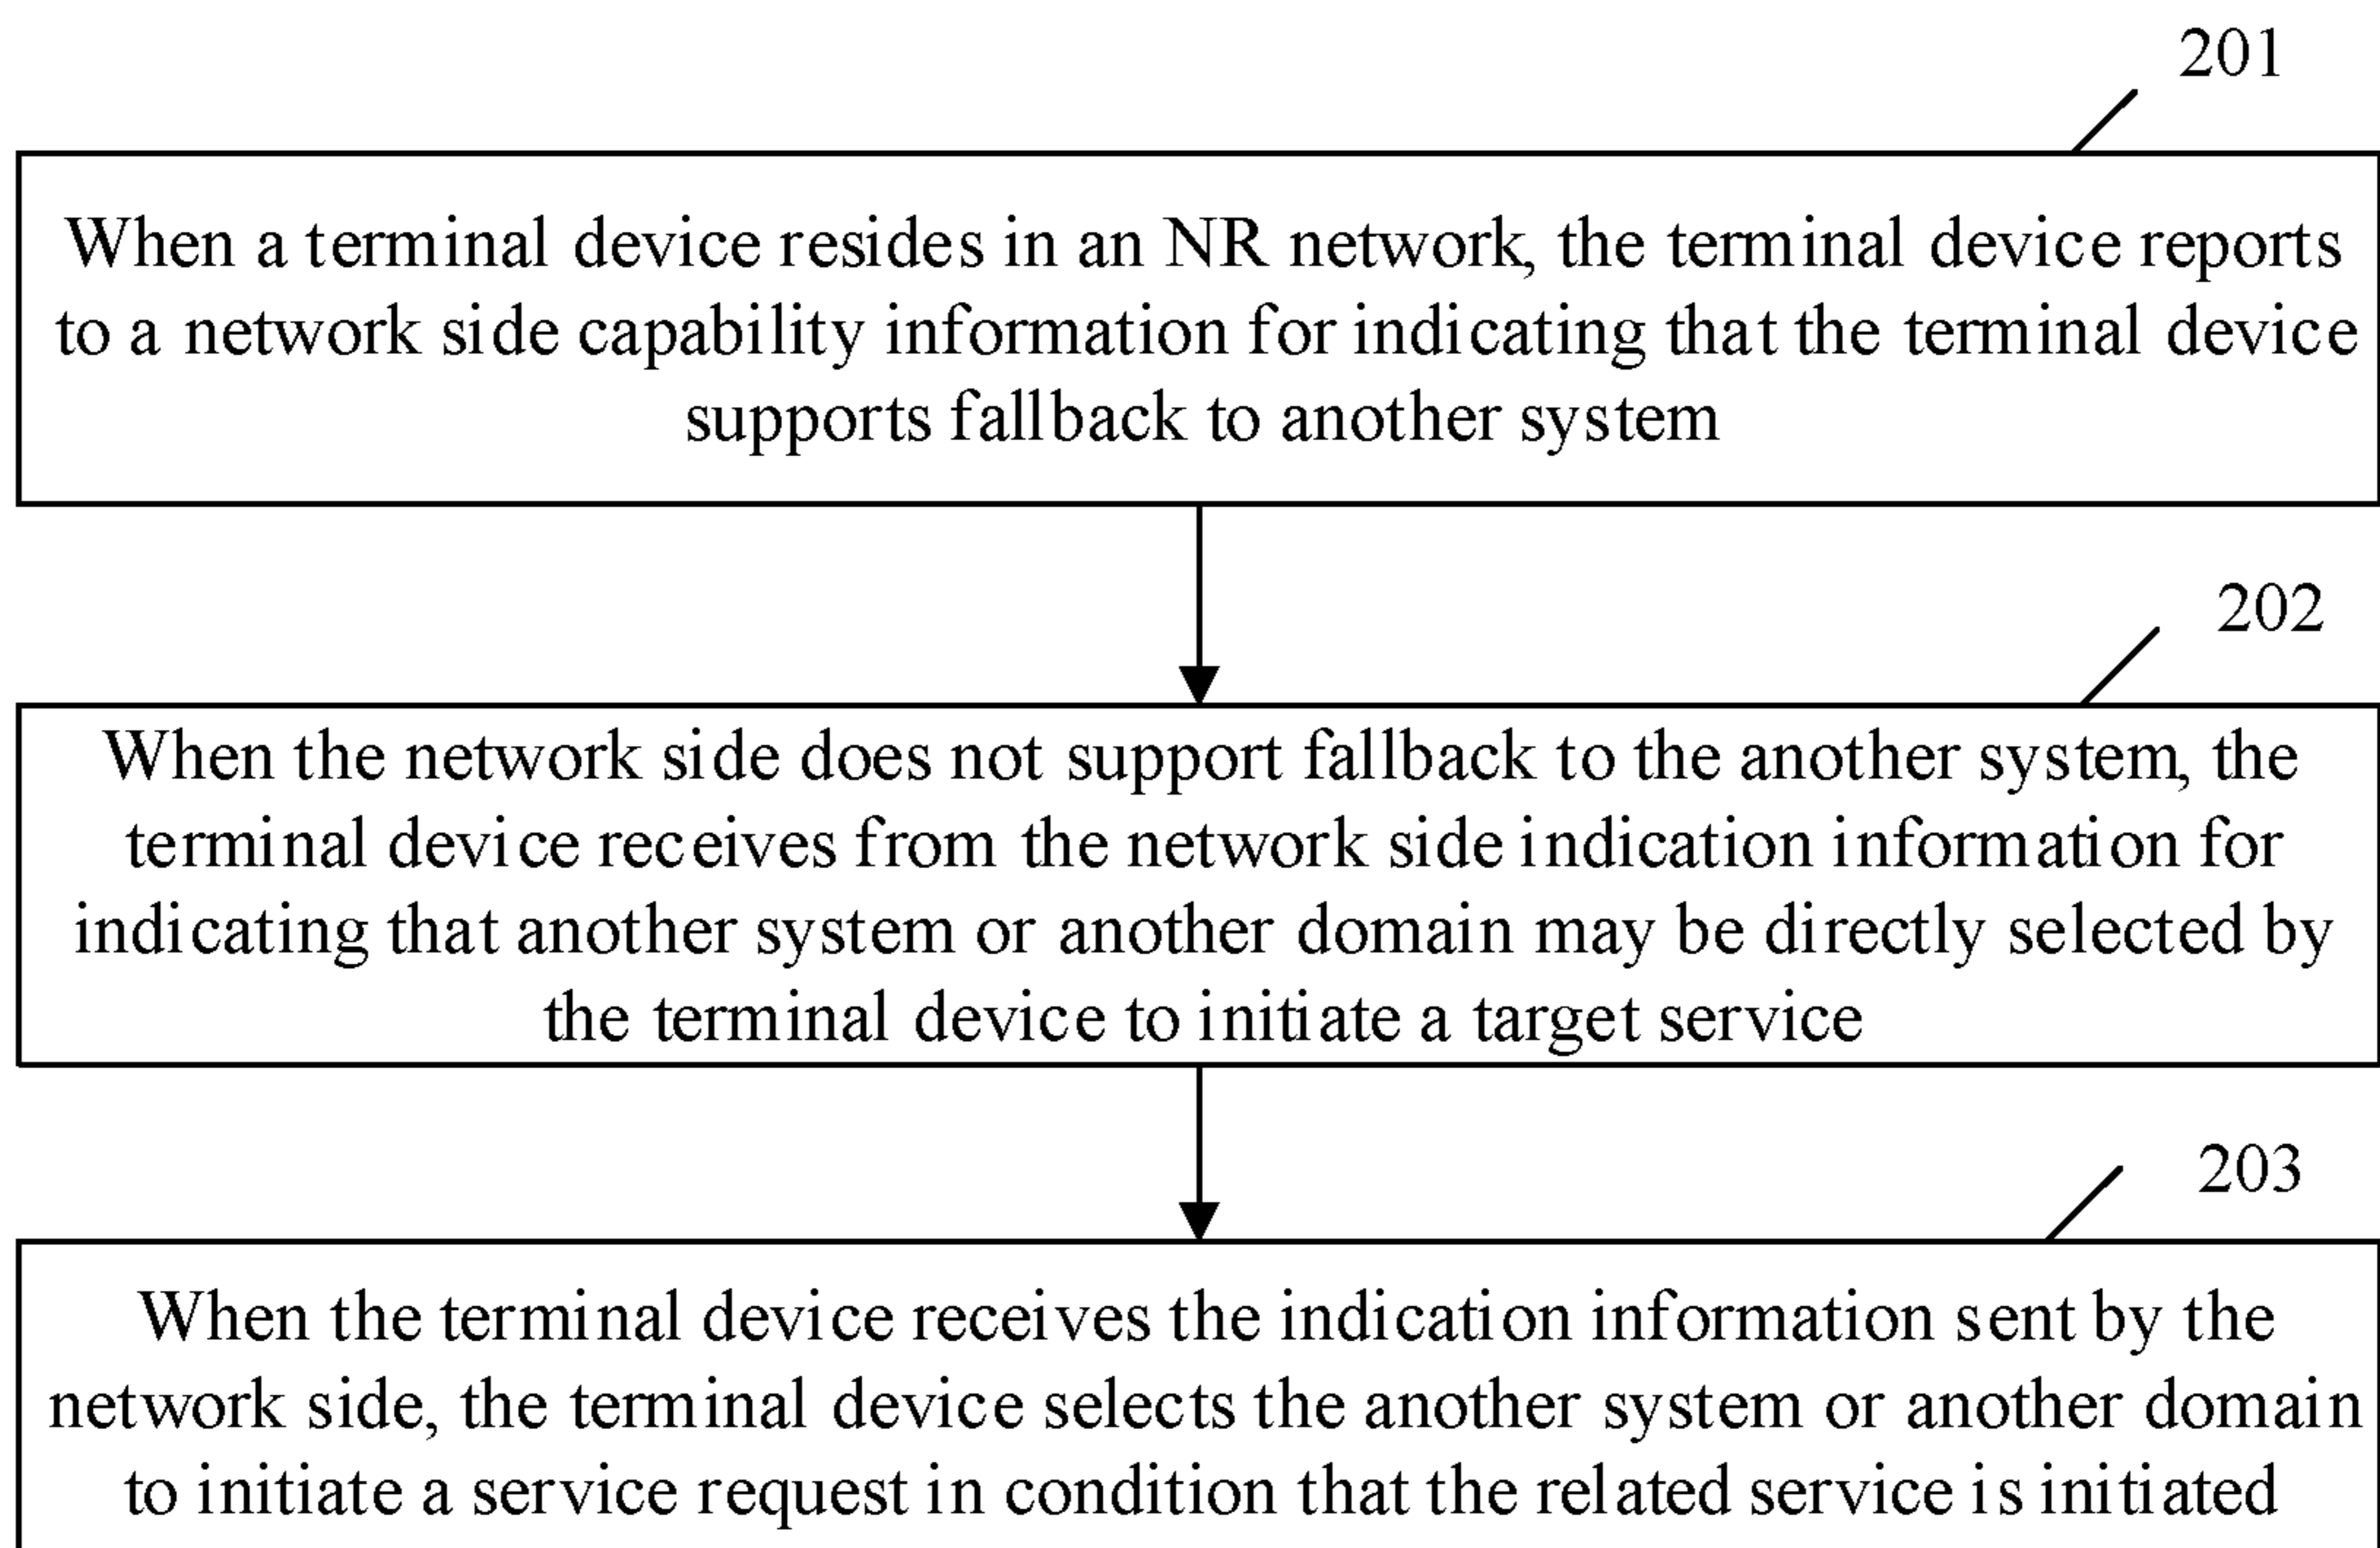 201
When a terminal device resides in an NR network, the terminal device reports
to a network side capability information for indicating that the terminal device
supports fallback to another system
202
When the network side does not support fallback to the another system, the
terminal device receives from the network side indication information for
indicating that another system or another domain may be directly selected by
the terminal device to initiate a target service
203
When the terminal device receives the indication information sent by the
network side, the terminal device selects the another system or another domain
to initiate a service request in condition that the related service is initiated